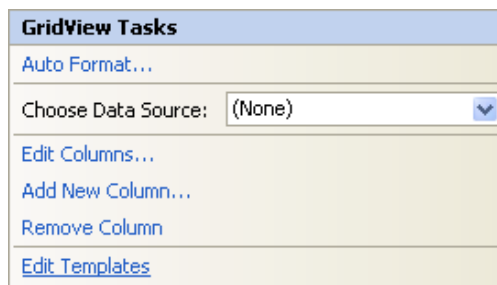 GridView Tasks
Auto Format...
Choose Data Source: (None)
Edit Columns...
Add New Column...
Remove Column
Edit Templates